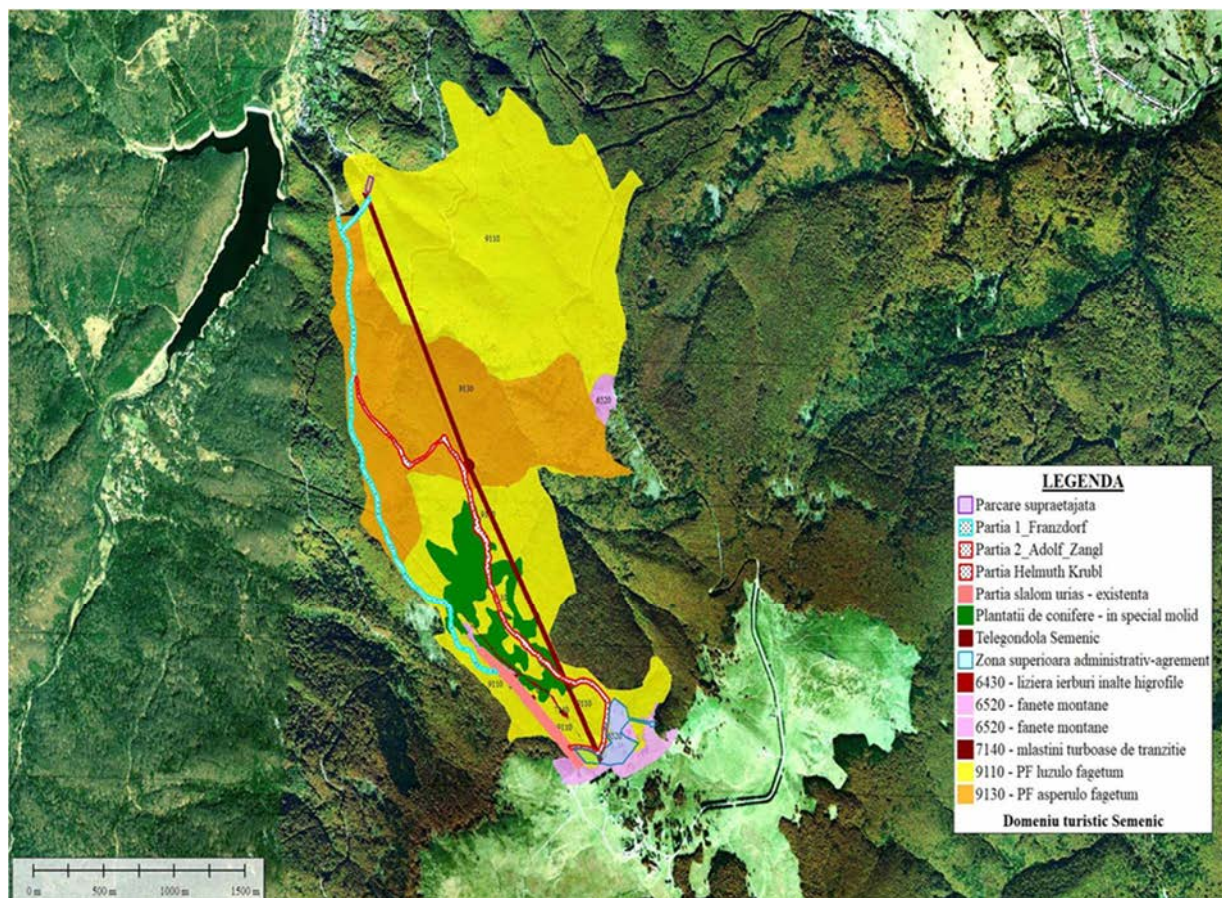 9110
9130
6520
LEGENDA
Parcare supraetajata
Partia 1_Franzdorf
Partia 2_Adolf_Zangl
Partia Helmuth Krubl
Partia slalom urias - existenta
Plantatii de conifere - in special molid
Telegondola Semenic
Zona superioara administrativ-agrement
6430 - liziera ierburi inalte higrofile
6520 - fanete montane
6520 - fanete montane
7140 - mlastini turboase de tranzitie
9110 - PF luzulo fagetum
9130 - PF asperulo fagetum
Domeniu turistic Semenic
9110
9110
6520
0 m 500 m 1000 m 1500 m